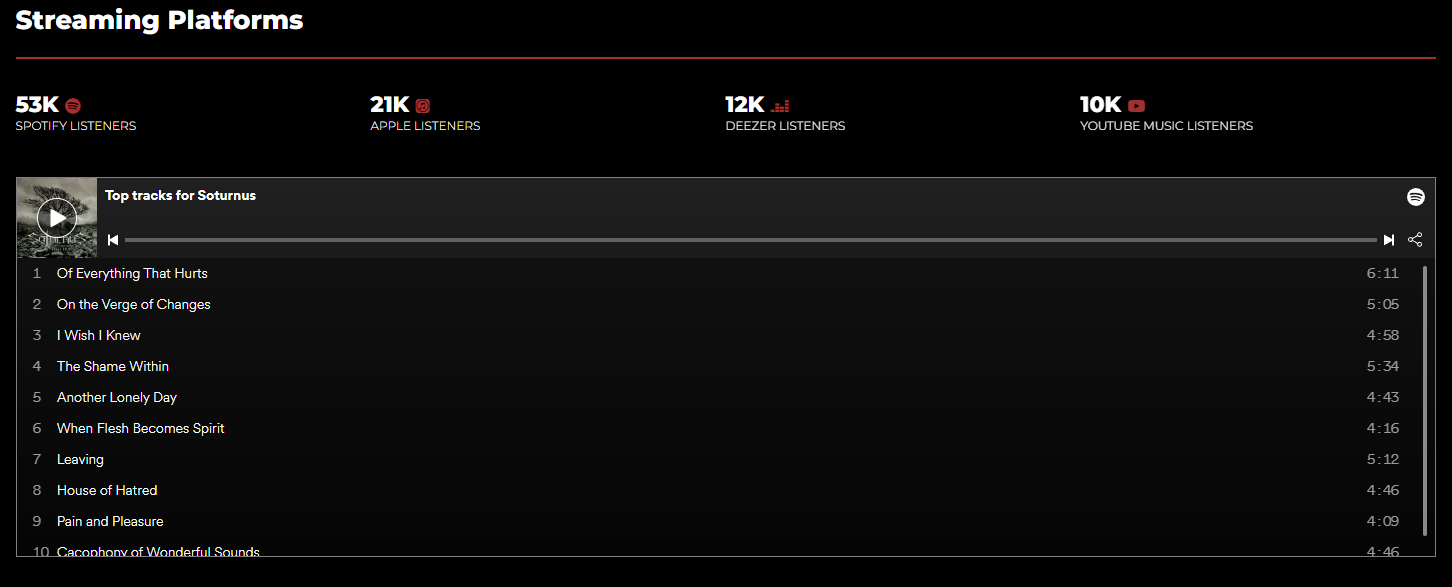 Streaming Platforms
53K
SPOTIFY LISTENERS
21K
APPLE LISTENERS
12K
DEEZER LISTENERS
10K
YOUTUBE MUSIC LISTENERS
Top tracks for Soturnus
1 Of Everything That Hurts 6:11
2 On the Verge of Changes 5:05
3 I Wish I Knew 4:58
4 The Shame Within 5:34
5 Another Lonely Day 4:43
6 When Flesh Becomes Spirit 4:16
7 Leaving 5:12
8 House of Hatred 4:46
9 Pain and Pleasure 4:09
10 Cacophony of Wonderful Sounds 4:46